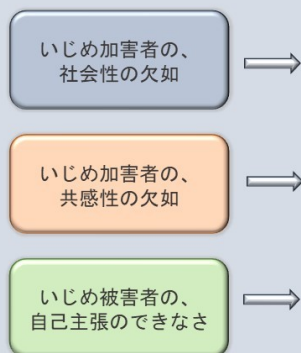 いじめ加害者の、
社会性の欠如
いじめ加害者の、
共感性の欠如
いじめ被害者の、
自己主張のできなさ